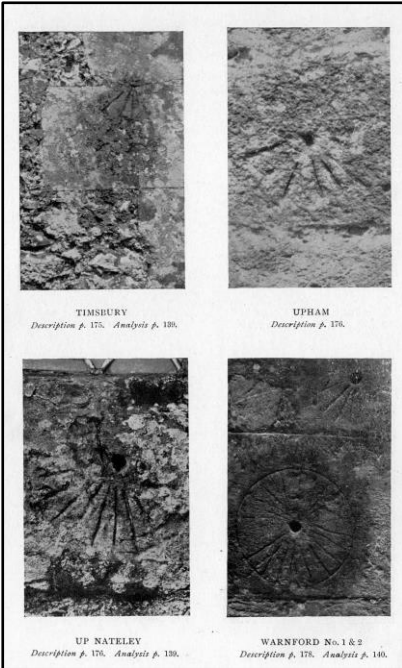 TIMSBURY
Description p. 175. Analysis p. 139.
UPHAM
Description p. 176.
UP NATELEY
Description p. 176. Analysis p. 139.
WARNFORD No. 1 & 2
Description p. 178. Analysis p. 140.